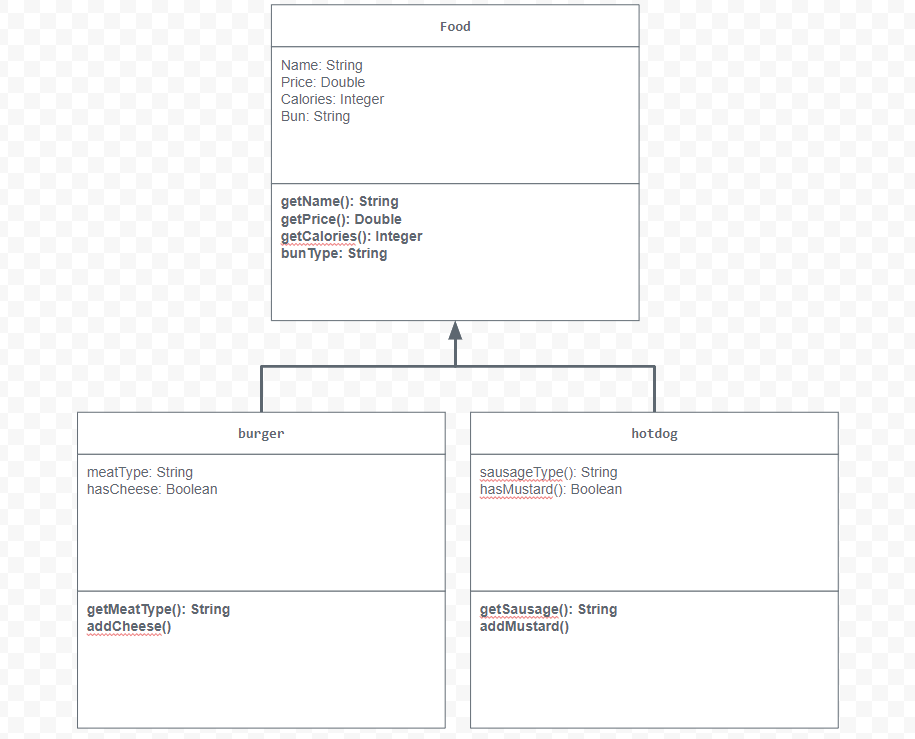 Food
Name: String
Price: Double
Calories: Integer
Bun: String
getName(): String
getPrice(): Double
getCalories(): Integer
bunType: String
burger
meatType: String
hasCheese: Boolean
getMeatType(): String
addCheese()
hotdog
sausageType(): String
hasMustard(): Boolean
getSausage(): String
addMustard()